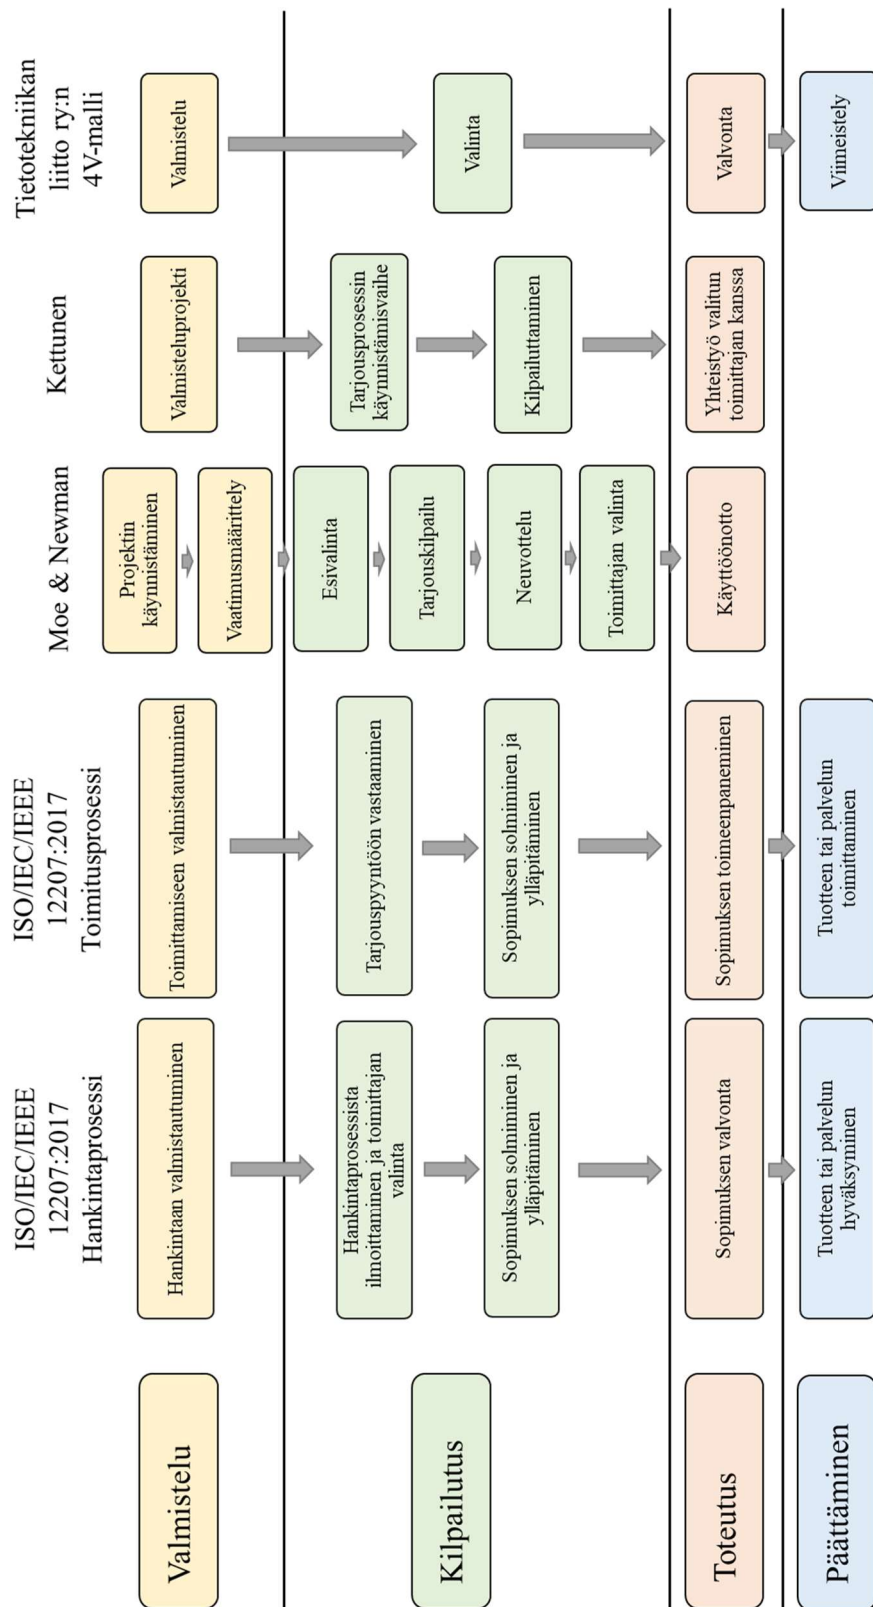 ISO/IEC/IEEE
12207:2017
Hankintaprosessi
ISO/IEC/IEEE
12207:2017
Toimitusprosessi
Moe & Newman
Kettunen
Tietotekniikan
liitto ry:n
4V-malli
Valmistelu
Hankintaan valmistautuminen
Toimittamiseen valmistautuminen
Projektin
käynnistäminen
Vaatimusmäärittely
Valmisteluprojekti
Valmistelu
Kilpailutus
Hankintaprosessista
ilmoittaminen ja toimittajan
valinta
Sopimuksen solmiminen ja
ylläpitäminen
Tarjouspyyntöön vastaaminen
Sopimuksen solmiminen ja
ylläpitäminen
Esivalinta
Tarjouskilpailu
Neuvottelu
Toimittajan valinta
Tarjousprosessin
käynnistämisvaihe
Kilpailuttaminen
Valinta
Toteutus
Sopimuksen valvonta
Sopimuksen toimeenpaneminen
Käyttöönotto
Yhteistyö valitun
toimittajan kanssa
Valvonta
Päättäminen
Tuotteen tai palvelun
hyväksyminen
Tuotteen tai palvelun
toimittaminen
Viimeistely